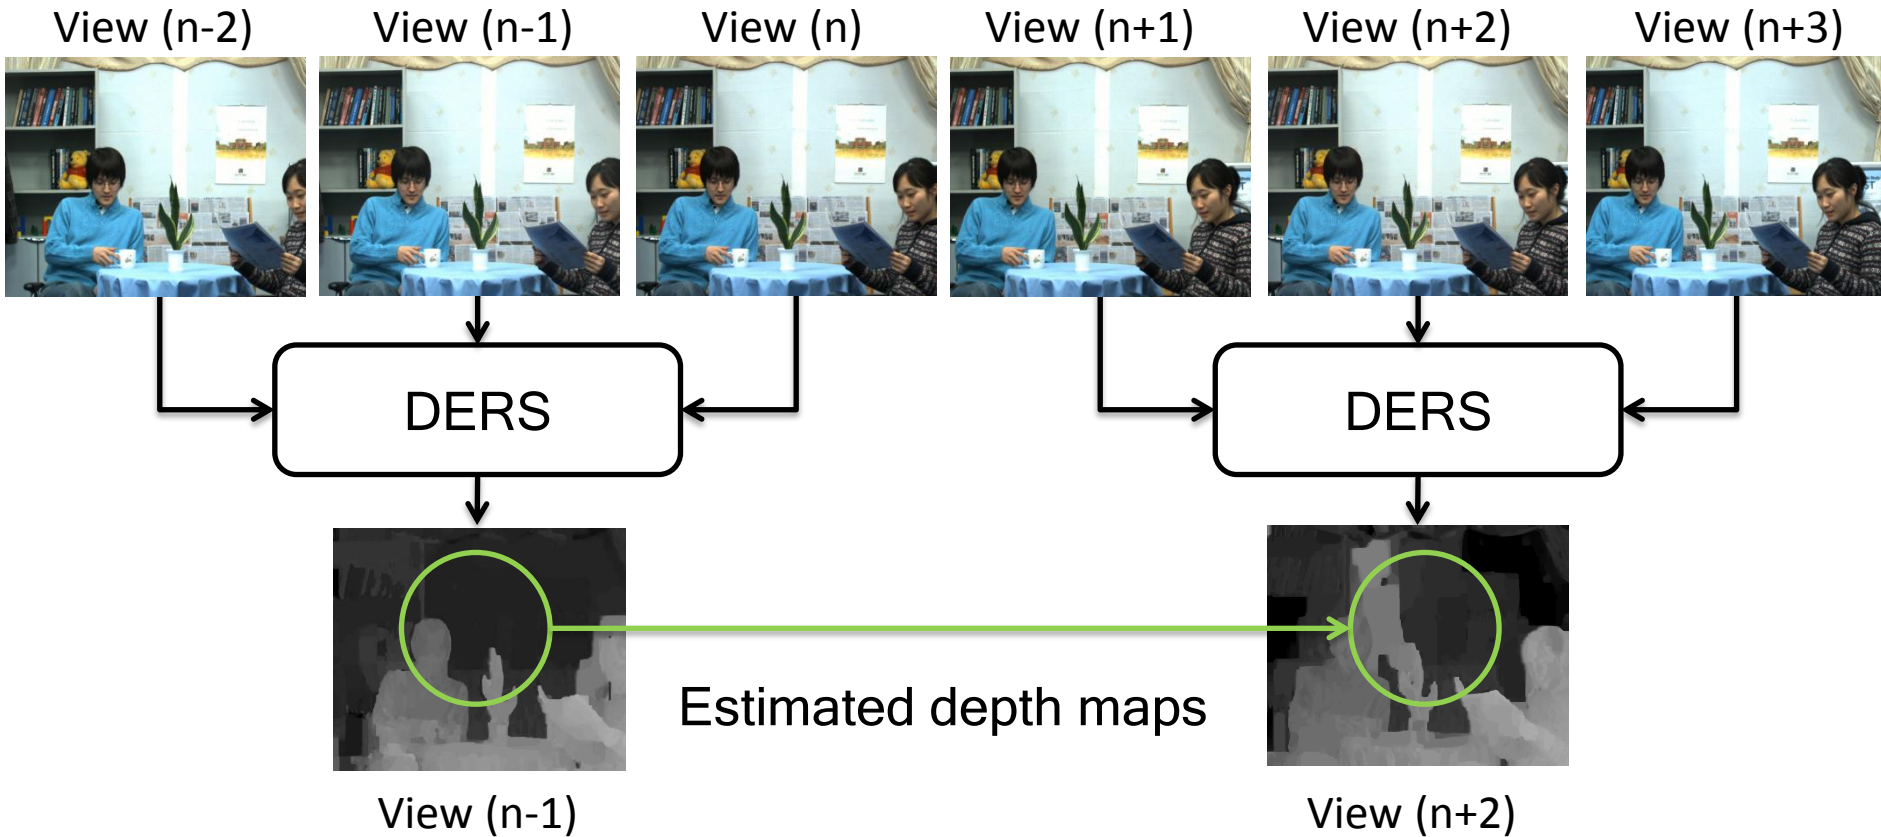 View (n-2) View (n-1) View (n) View (n+1) View (n+2) View (n+3)
DERS DERS
Estimated depth maps
View (n-1) View (n+2)